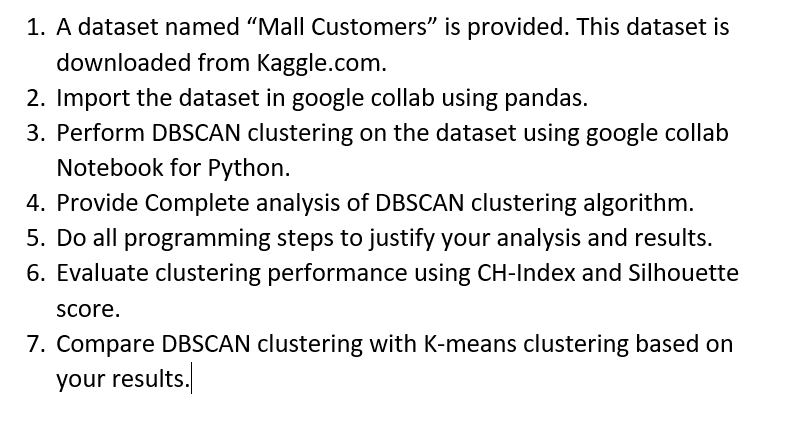 1. A dataset named “Mall Customers” is provided. This dataset is
downloaded from Kaggle.com.
2. Import the dataset in google collab using pandas.
3. Perform DBSCAN clustering on the dataset using google collab
Notebook for Python.
4. Provide Complete analysis of DBSCAN clustering algorithm.
5. Do all programming steps to justify your analysis and results.
6. Evaluate clustering performance using CH-Index and Silhouette
score.
7. Compare DBSCAN clustering with K-means clustering based on
your results.